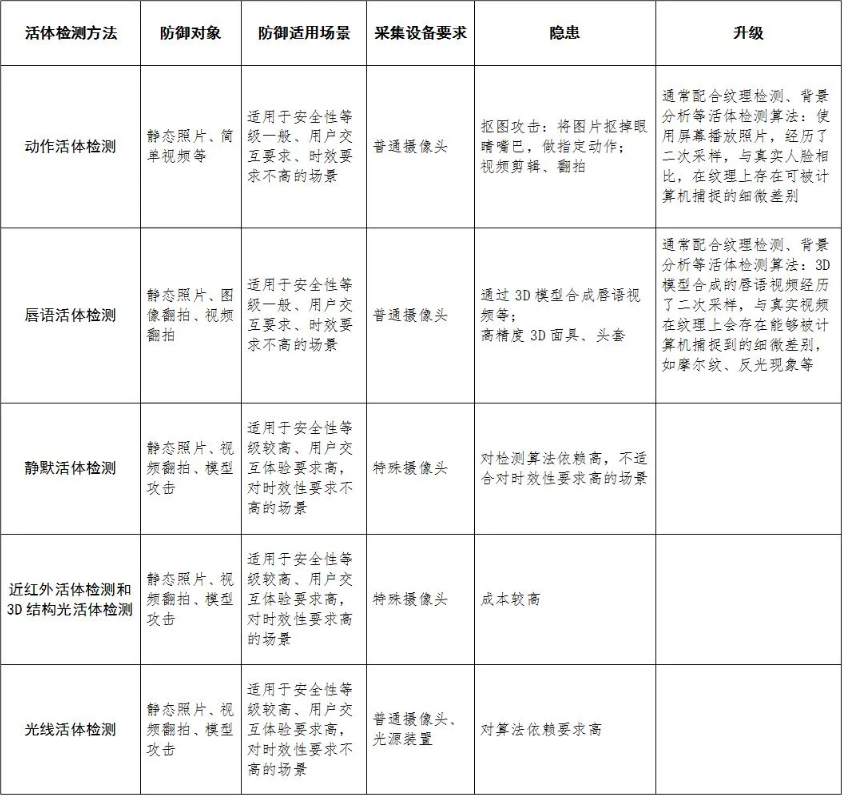 活体检测方法
防御对象
防御适用场景
采集设备要求
隐患
升级
动作活体检测
静态照片、简
单视频等
适用于安全性等
级一般、用户交
互要求、时效要
求不高的场景
普通摄像头
抠图攻击：将图片抠掉眼
睛嘴巴，做指定动作；
视频剪辑、翻拍
通常配合纹理检测、背景
分析等活体检测算法：使
用屏幕播放照片，经历了
二次采样，与真实人脸相
比，在纹理上存在可被计
算机捕捉的细微差别
唇语活体检测
静态照片、图
像翻拍、视频
翻拍
适用于安全性等
级一般、用户交
互要求、时效要
求不高的场景
普通摄像头
通过 3D 模型合成唇语视
频等；
高精度 3D 面具、头套
通常配合纹理检测、背景
分析等活体检测算法：3D
模型合成的唇语视频经历
了二次采样，与真实视频
在纹理上会存在能够被
计算机捕捉到的细微差别，
如摩尔纹、反光现象等
静默活体检测
静态照片、视
频翻拍、模型
攻击
适用于安全性等
级较高、用户交
互体验要求高，
对时效性要求不
高的场景
特殊摄像头
对检测算法依赖高，不适
合对时效性要求高的场景
近红外活体检测和
3D 结构光活体检测
静态照片、视
频翻拍、模型
攻击
适用于安全性等
级较高、用户交
互体验要求高，
对时效性要求高
的场景
特殊摄像头
成本较高
光线活体检测
静态照片、视
频翻拍、模型
攻击
适用于安全性等
级较高、用户交
互体验要求高，
对时效性要求不
高的场景
普通摄像头、
光源装置
对算法依赖要求高